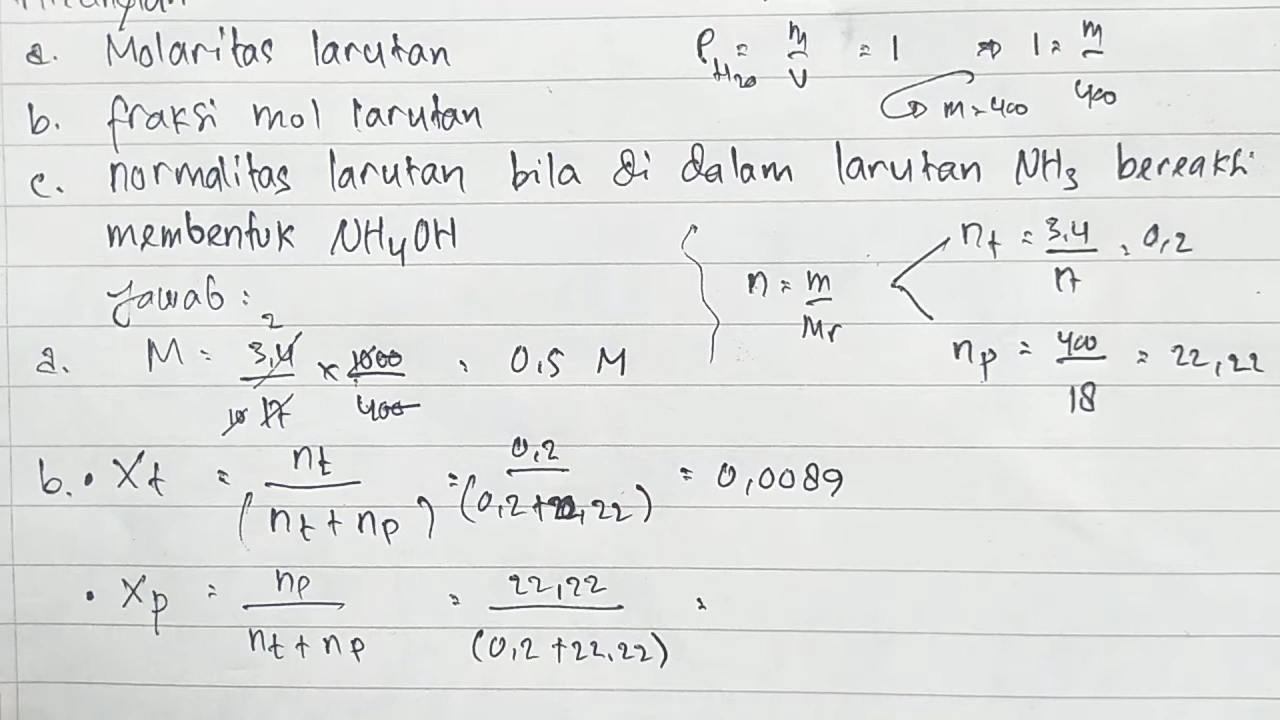 a. Molaritas larutan
ρH₂O = m/V = 1 ⇒ 1 = m/400
→ m = 400
b. fraksi mol larutan
c. normalitas larutan bila di dalam larutan NH₃ bereaksi
membentuk NH₄OH
n = m/Mr
nt = 3,4/17 = 0,2
np = 400/18 = 22,22
Jawab :
a. M = 3,4/17 × 1000/400 = 0,5 M
b. • Xt = nt/(nt + np) = 0,2/(0,2 + 22,22) = 0,0089
• Xp = np/nt + np = 22,22/(0,2 + 22,22) =